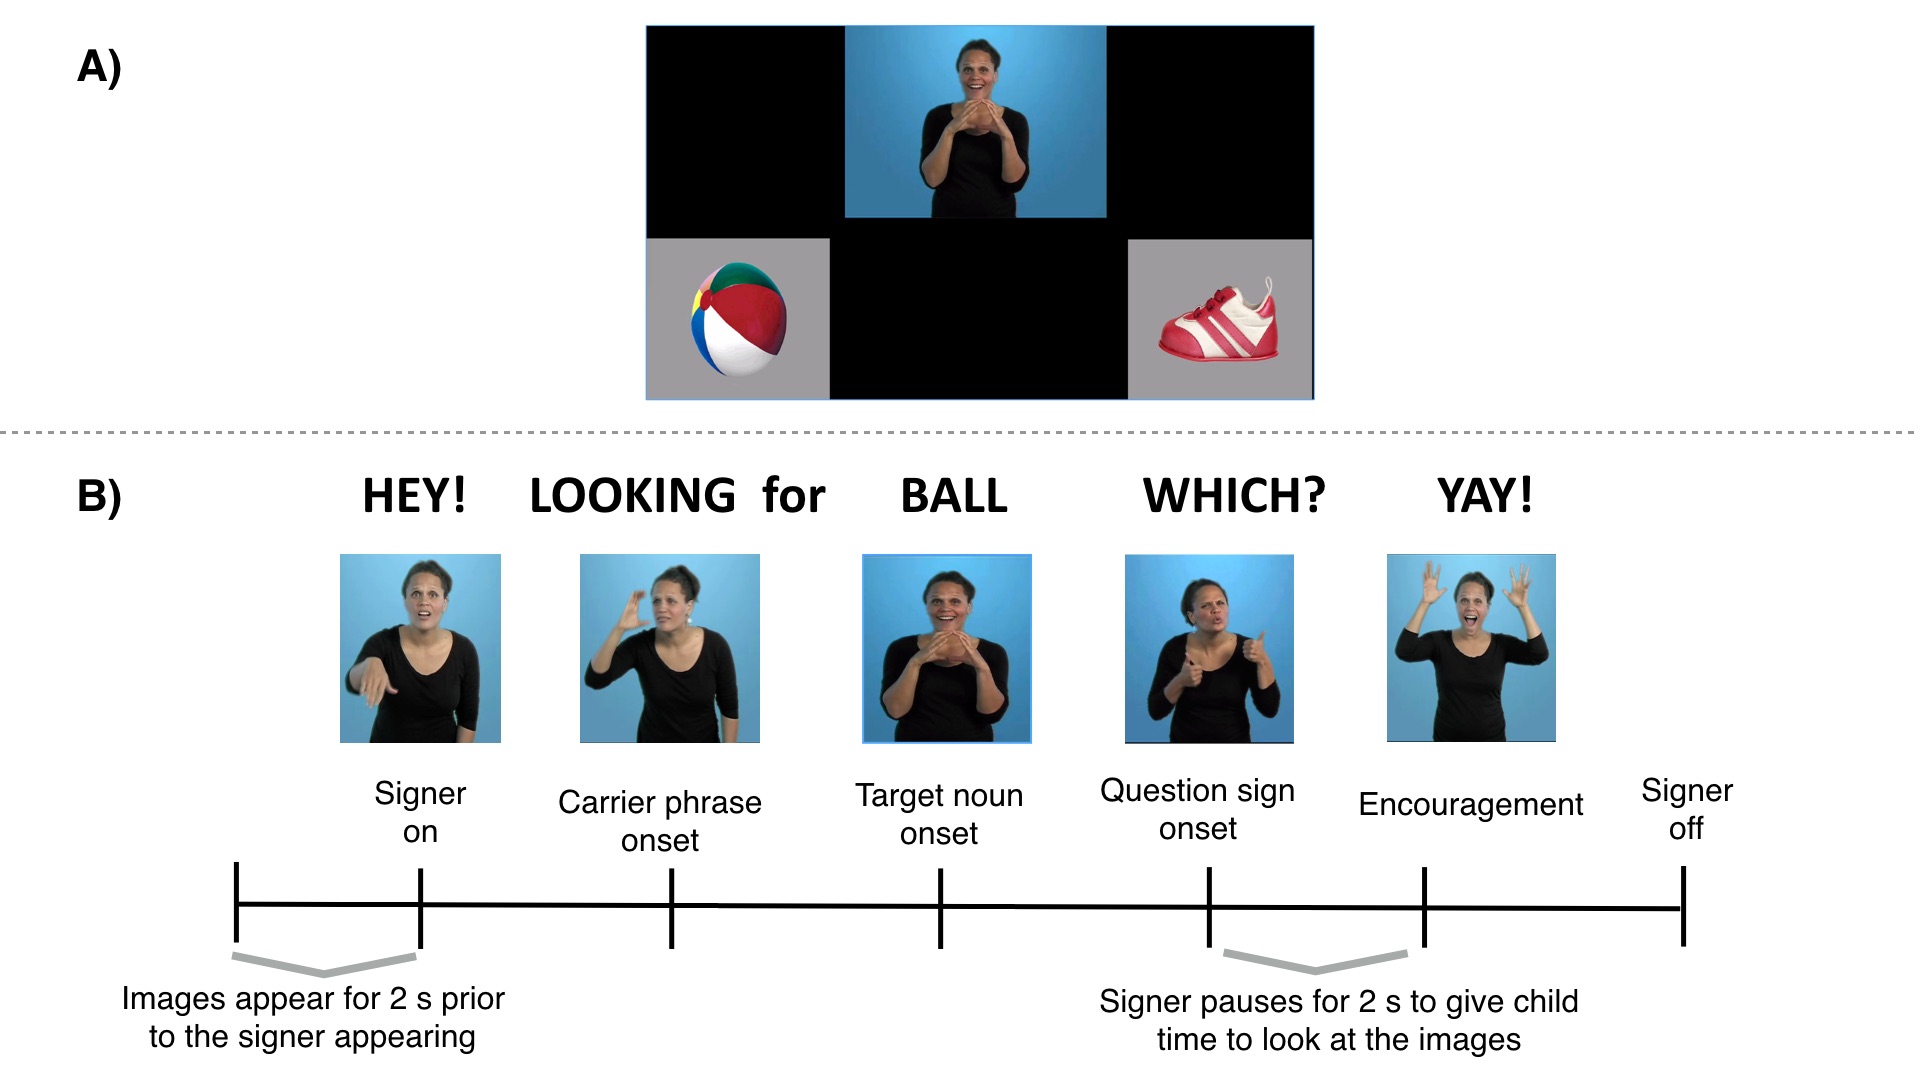 A)
B)
HEY! LOOKING for BALL WHICH? YAY!
Signer
on
Carrier phrase
onset
Target noun
onset
Question sign
onset
Encouragement
Signer
off
Images appear for 2 s prior
to the signer appearing
Signer pauses for 2 s to give child
time to look at the images